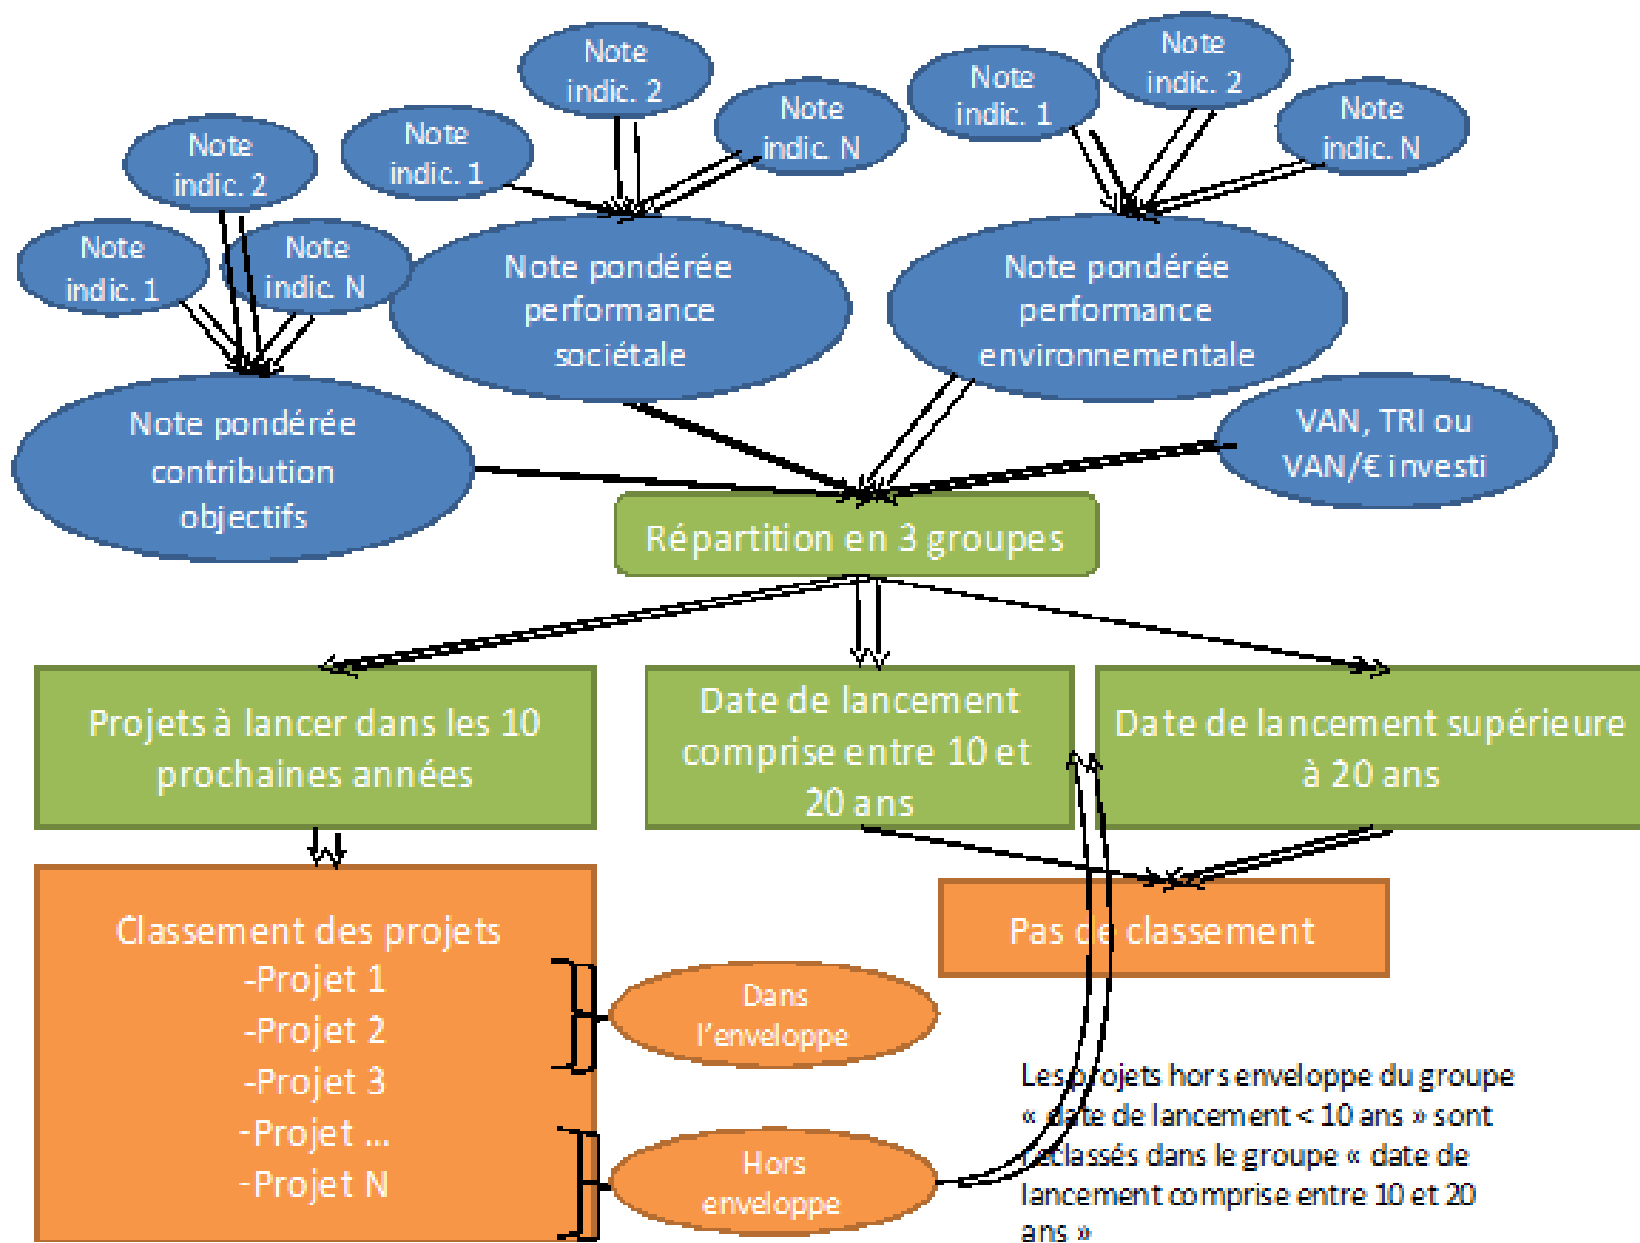 Note
indic. 2
Note
indic. 1
Note
indic. N
Note
indic. 1
Note
indic. 2
Note
indic. N
Note
indic. 2
Note
indic. 1
Note
indic. N
Note pondérée
performance
sociétale
Note pondérée
performance
environnementale
Note pondérée
contribution
objectifs
VAN, TRI ou
VAN/€ investi
Répartition en 3 groupes
Projets à lancer dans les 10
prochaines années
Date de lancement
comprise entre 10 et
20 ans
Date de lancement supérieure
à 20 ans
Classement des projets
-Projet 1
-Projet 2
-Projet 3
-Projet ...
-Projet N
Pas de classement
Dans
l'enveloppe
Hors
enveloppe
Les projets hors enveloppe du groupe
« date de lancement < 10 ans » sont
reclassés dans le groupe « date de
lancement comprise entre 10 et 20
ans »